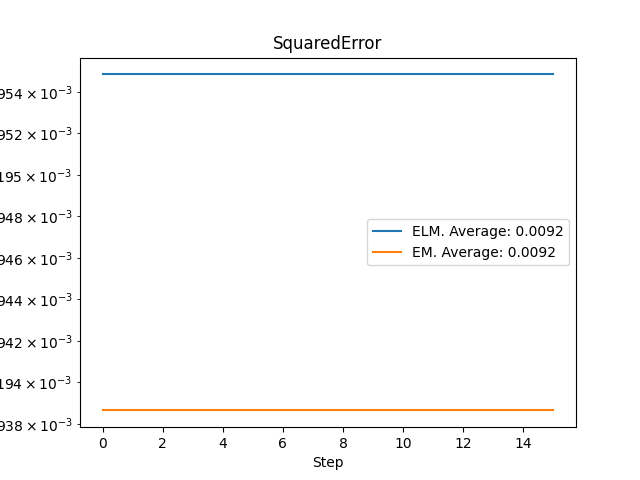 SquaredError
954 × 10⁻³
952 × 10⁻³
195 × 10⁻³
948 × 10⁻³
946 × 10⁻³
944 × 10⁻³
942 × 10⁻³
194 × 10⁻³
938 × 10⁻³
ELM. Average: 0.0092
EM. Average: 0.0092
0 2 4 6 8 10 12 14
Step